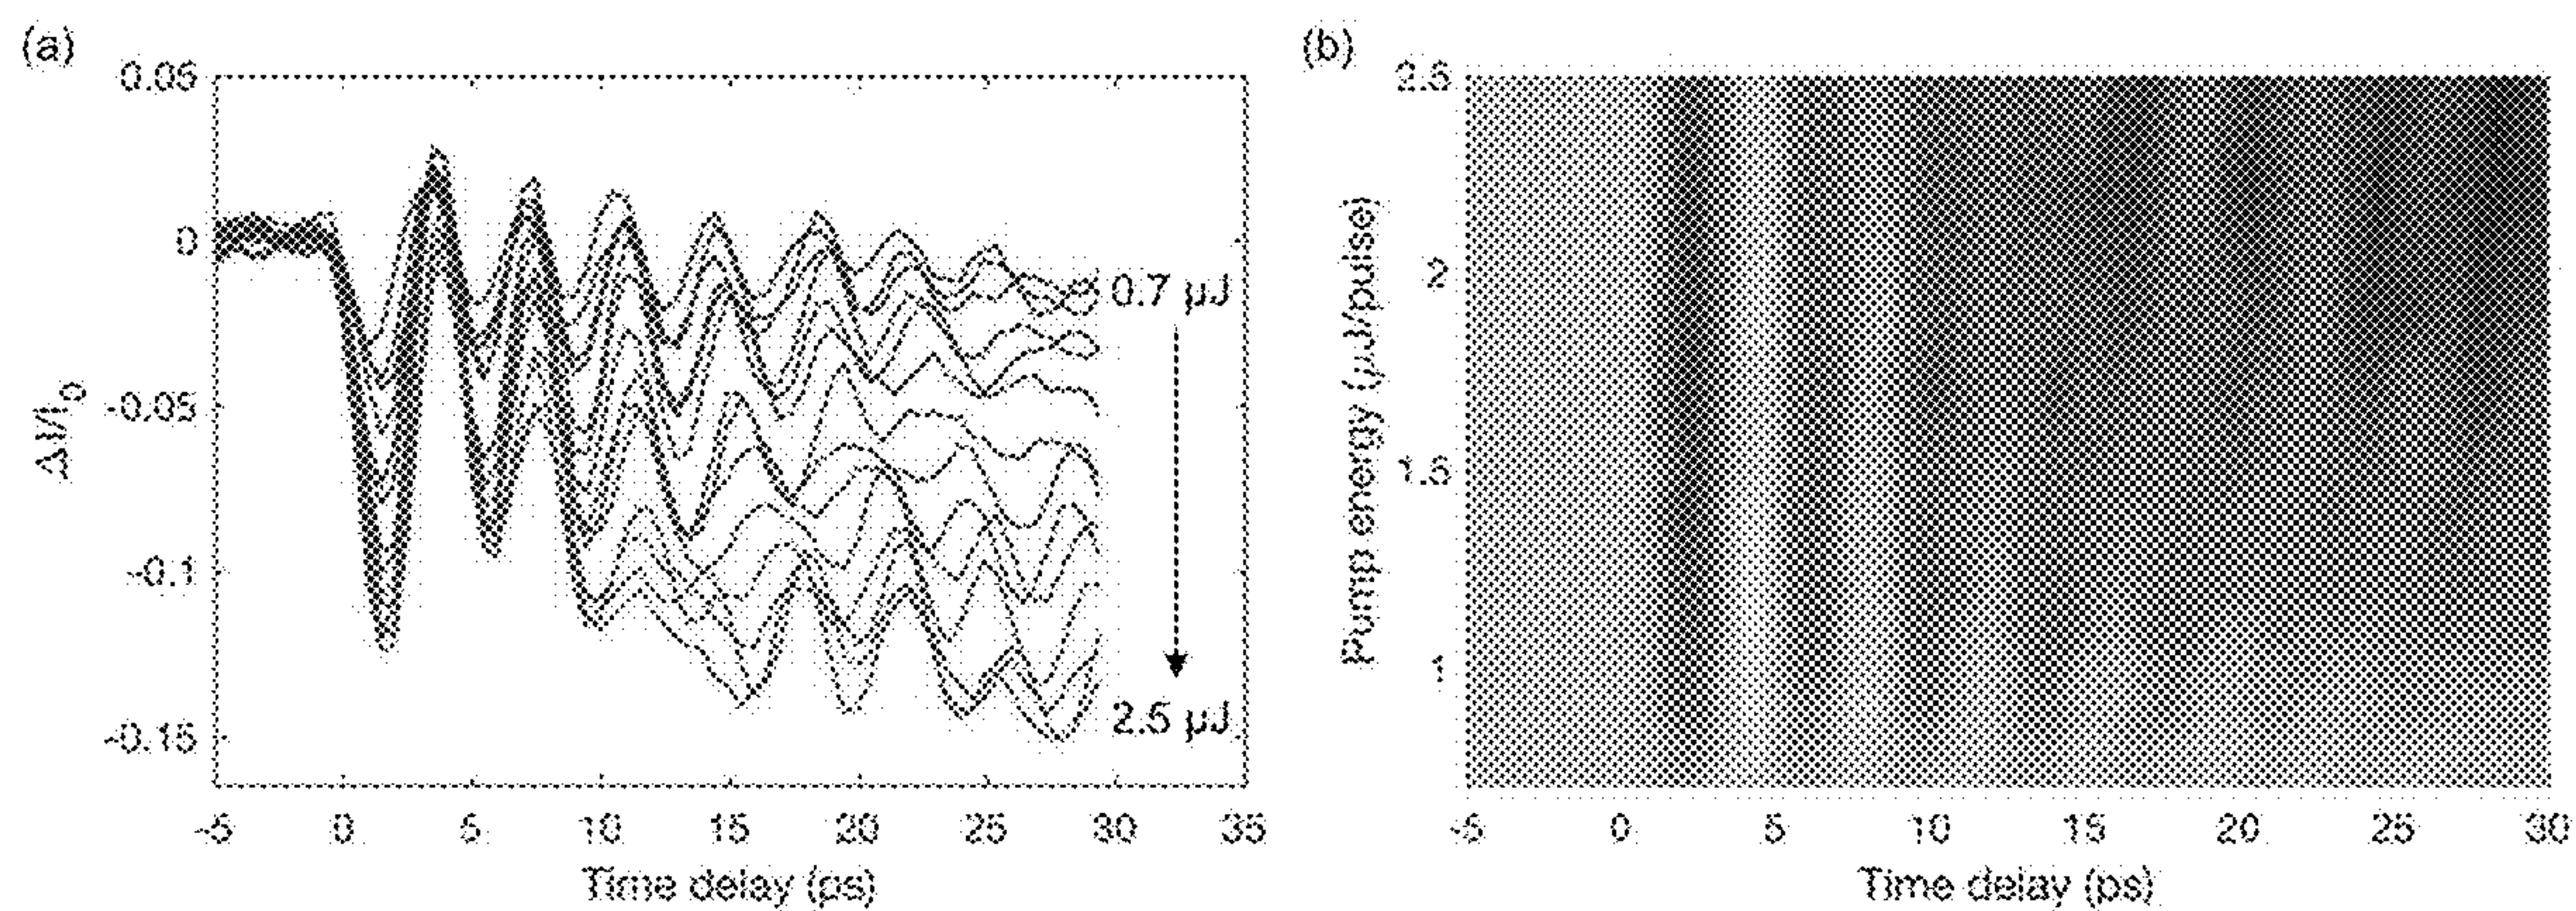 (a)
0.05
0
-0.05
-0.1
-0.15
ΔI/I0
-5 0 5 10 15 20 25 30 35
Time delay (ps)
0.7 μJ
2.5 μJ
(b)
2.5
2
1.5
1
Pump energy (μJ/pulse)
-5 0 5 10 15 20 25 30
Time delay (ps)